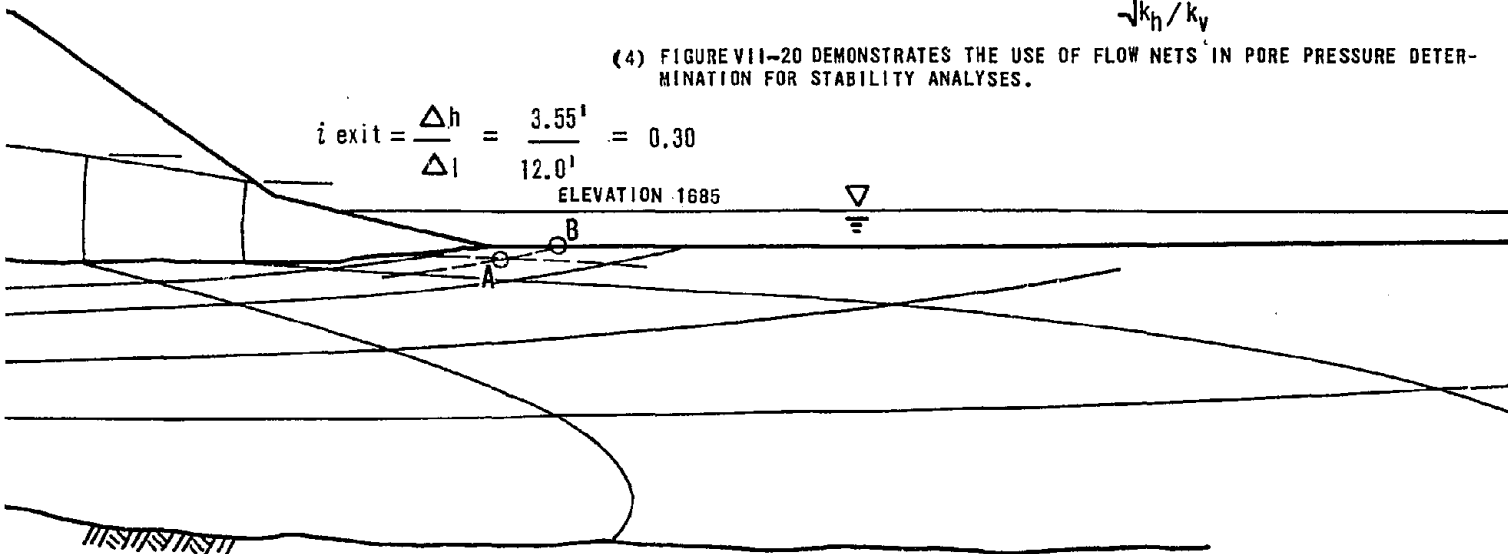 √kh/kv
(4) FIGURE VII-20 DEMONSTRATES THE USE OF FLOW NETS IN PORE PRESSURE DETER-
MINATION FOR STABILITY ANALYSES.
i exit = Δh/Δl = 3.55'/12.0' = 0.30
ELEVATION 1685
B
A